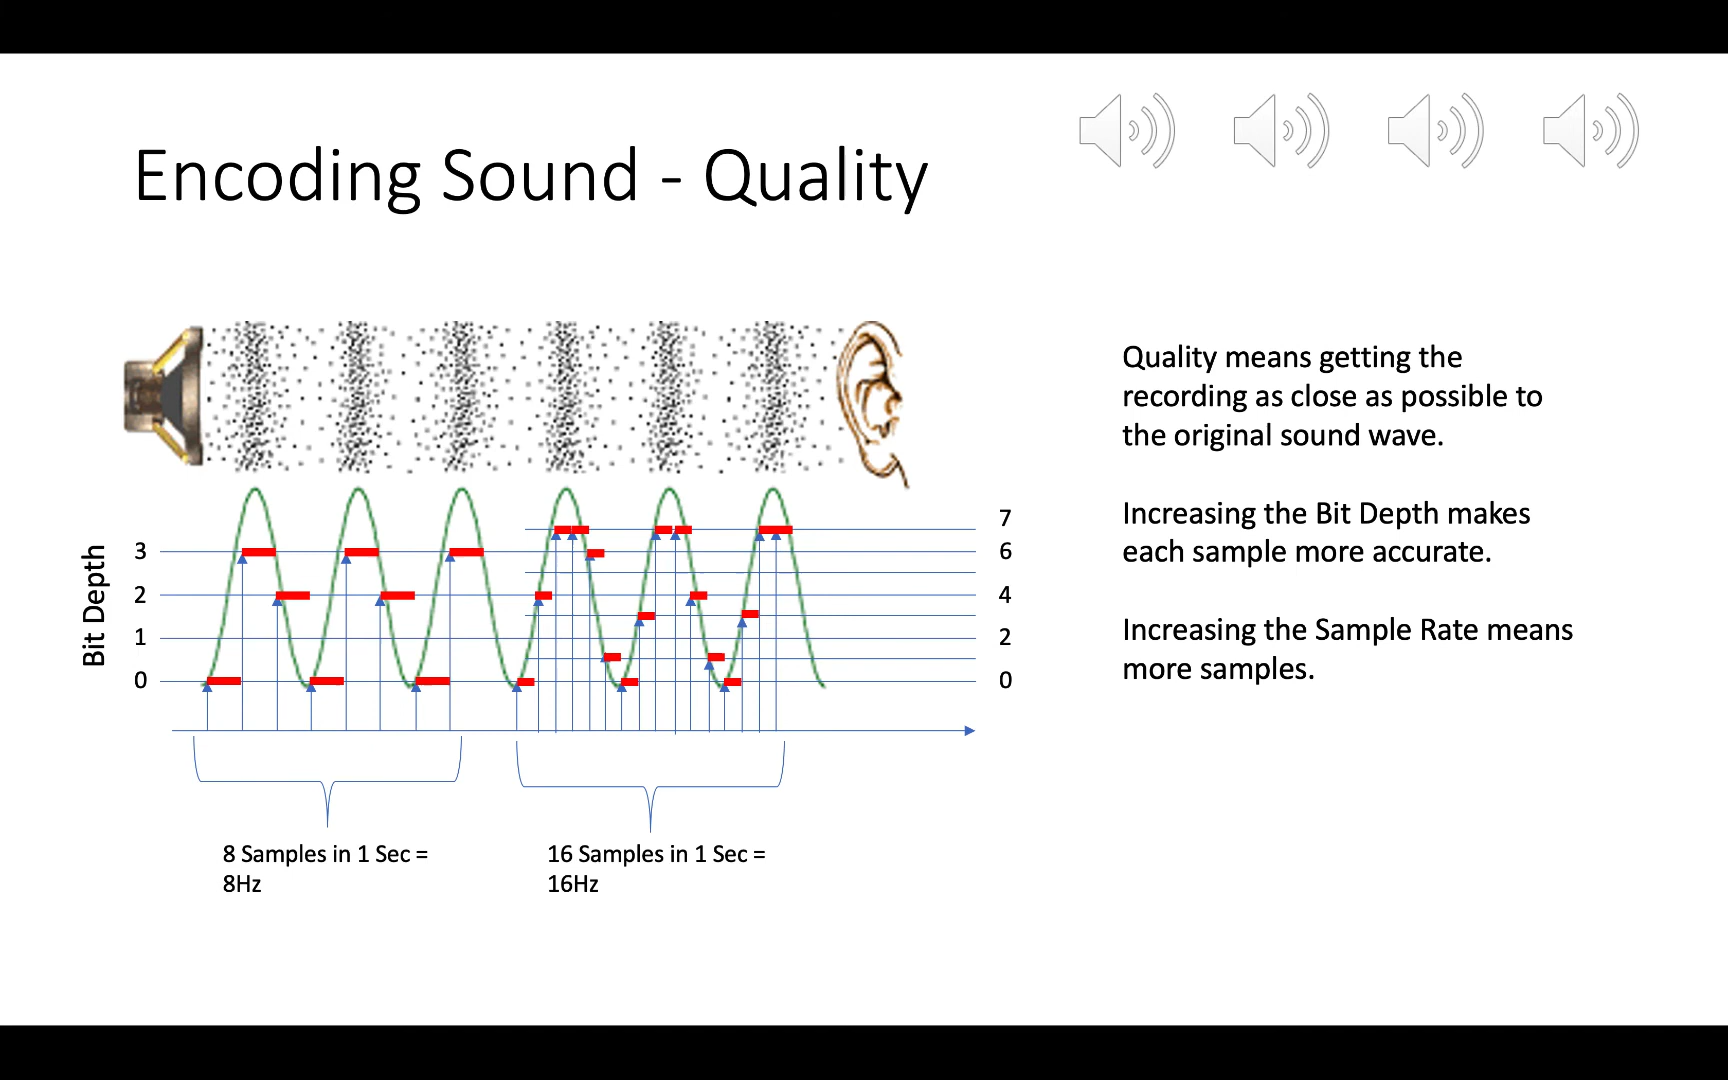 Encoding Sound - Quality
Quality means getting the
recording as close as possible to
the original sound wave.
Increasing the Bit Depth makes
each sample more accurate.
Increasing the Sample Rate means
more samples.
Bit Depth
3
2
1
0
7
6
4
2
0
8 Samples in 1 Sec =
8Hz
16 Samples in 1 Sec =
16Hz